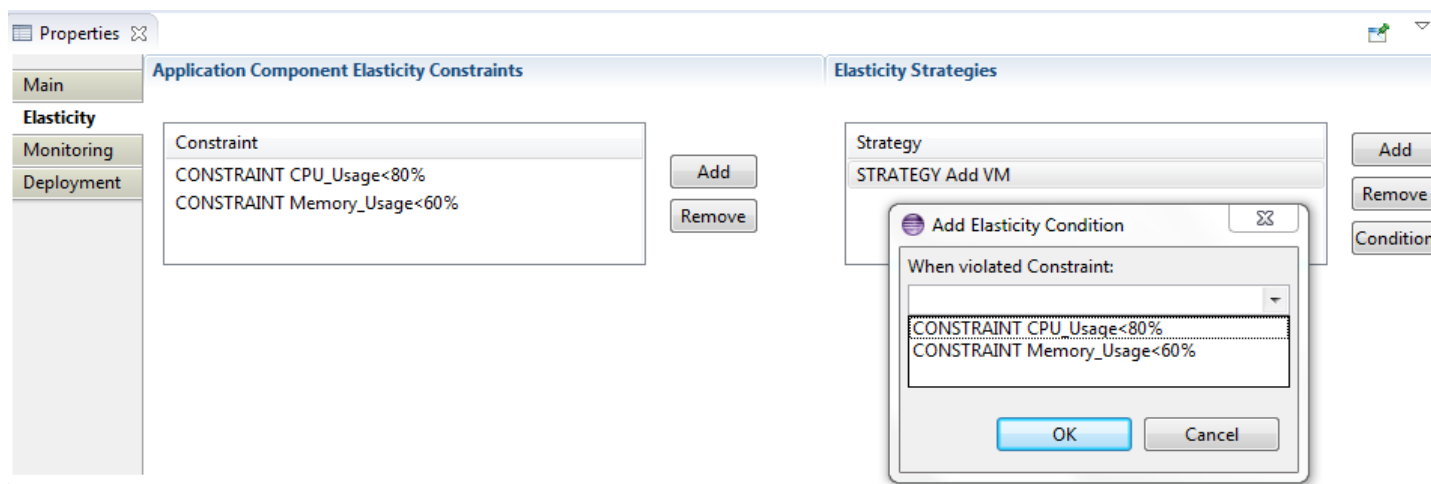 Properties
Main
Elasticity
Monitoring
Deployment
Application Component Elasticity Constraints
Constraint
CONSTRAINT CPU_Usage<80%
CONSTRAINT Memory_Usage<60%
Add
Remove
Elasticity Strategies
Strategy
STRATEGY Add VM
Add
Remove
Condition
Add Elasticity Condition
When violated Constraint:
CONSTRAINT CPU_Usage<80%
CONSTRAINT Memory_Usage<60%
OK Cancel